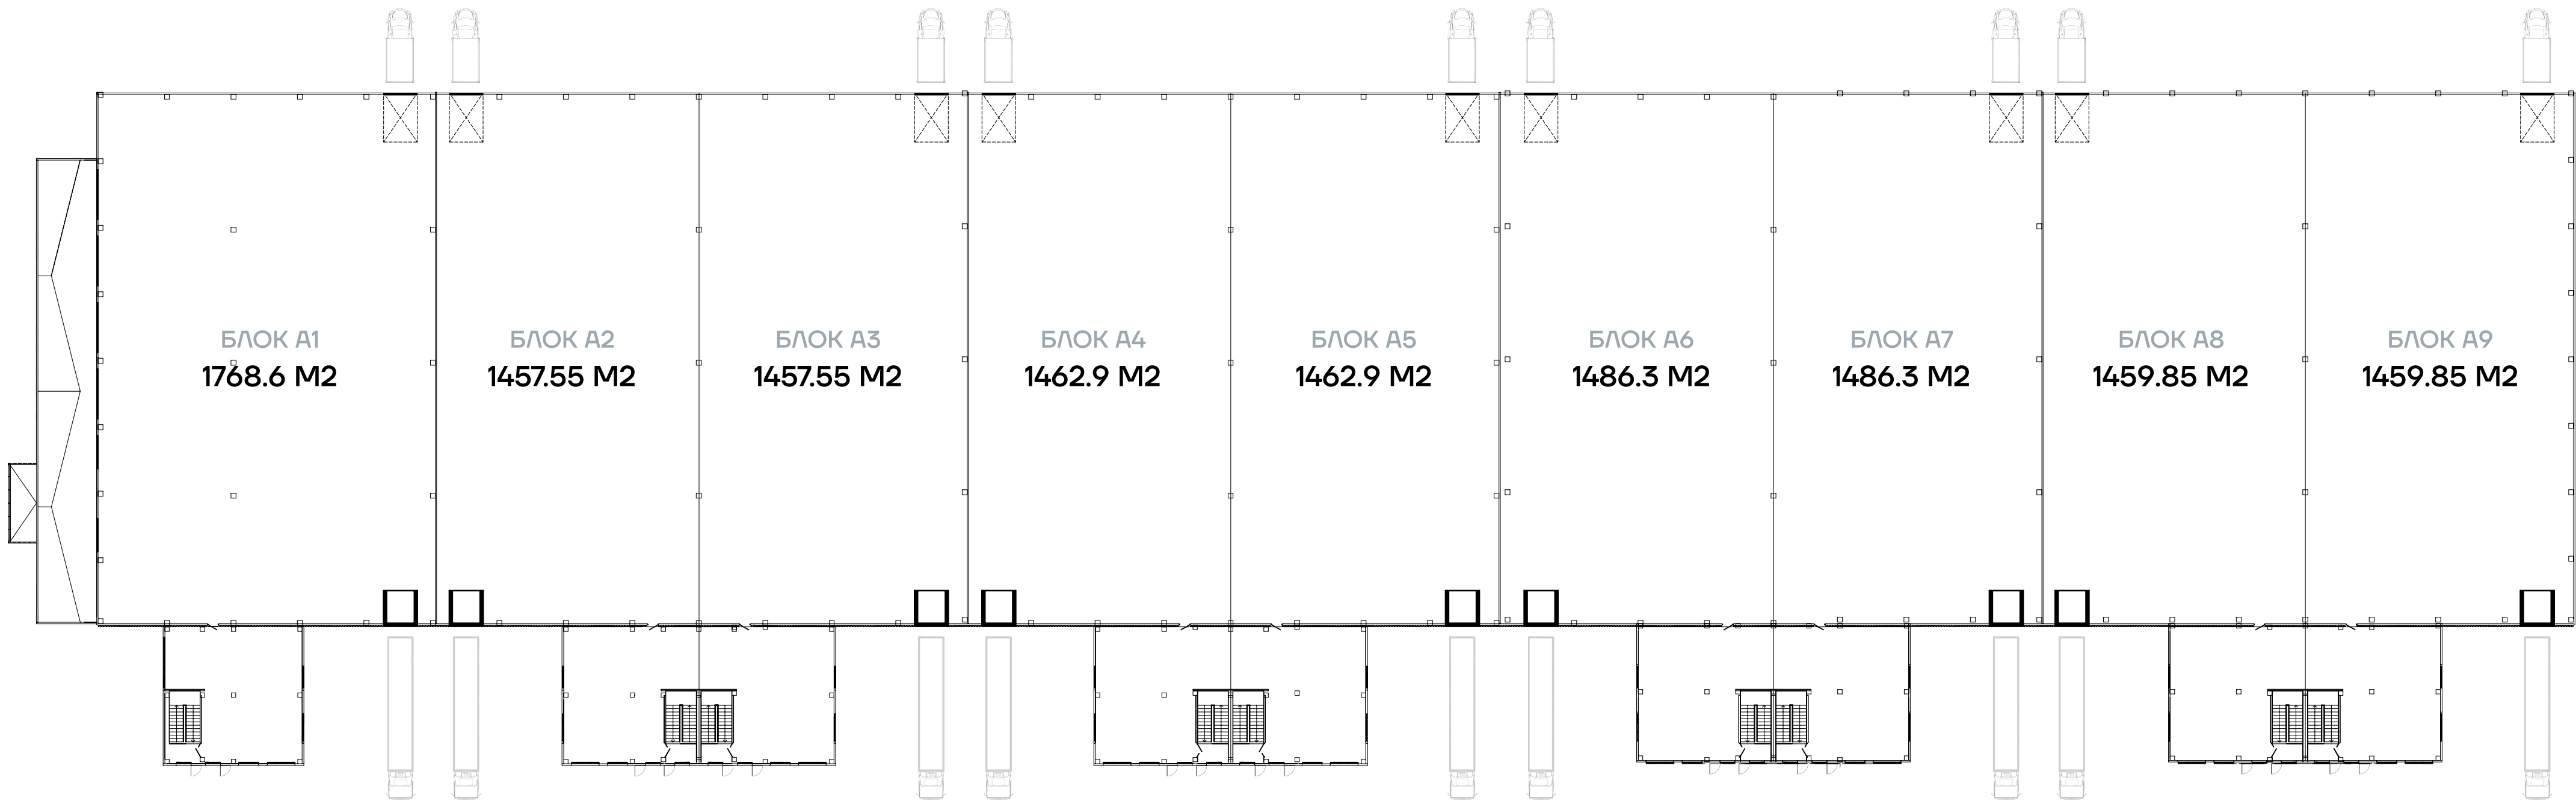 БЛОК А1
1768.6 М2
БЛОК А2
1457.55 М2
БЛОК А3
1457.55 М2
БЛОК А4
1462.9 М2
БЛОК А5
1462.9 М2
БЛОК А6
1486.3 М2
БЛОК А7
1486.3 М2
БЛОК А8
1459.85 М2
БЛОК А9
1459.85 М2